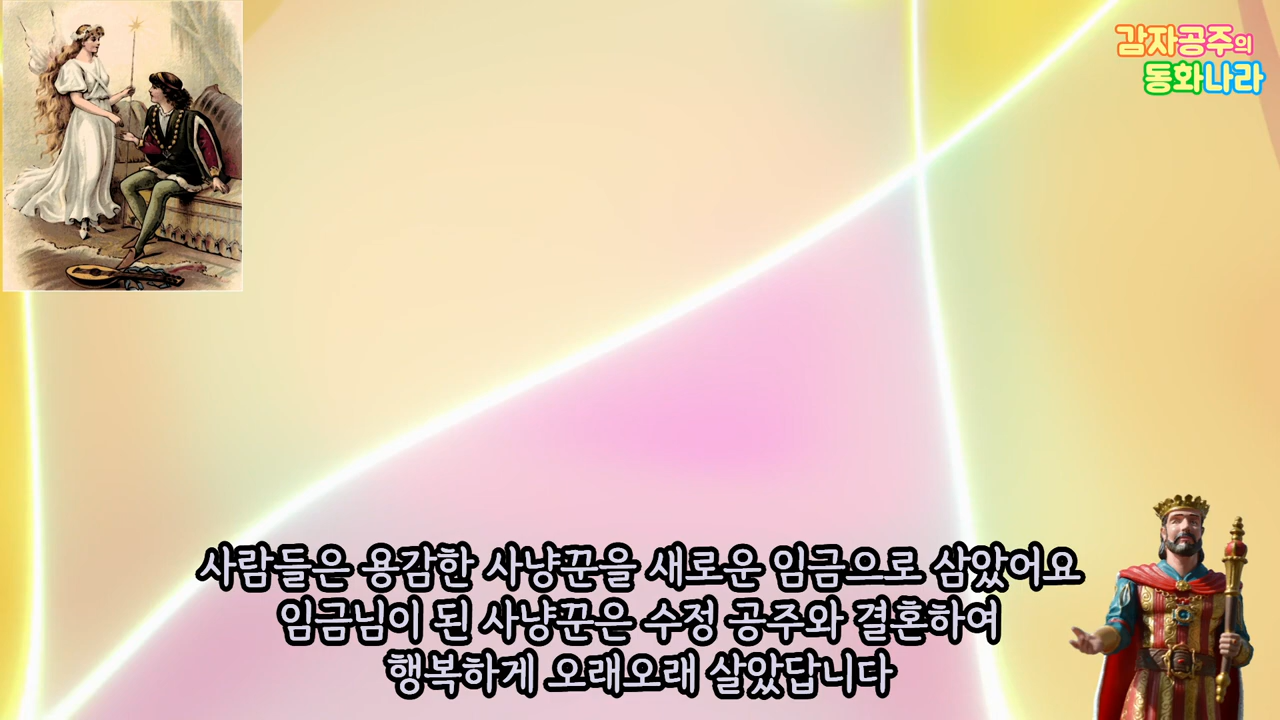 감자공주의
동화나라
사람들은 용감한 사냥꾼을 새로운 임금으로 삼았어요
임금님이 된 사냥꾼은 수정 공주와 결혼하여
행복하게 오래오래 살았답니다